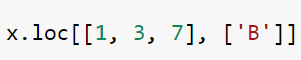 x.loc[[1, 3, 7], ['B']]